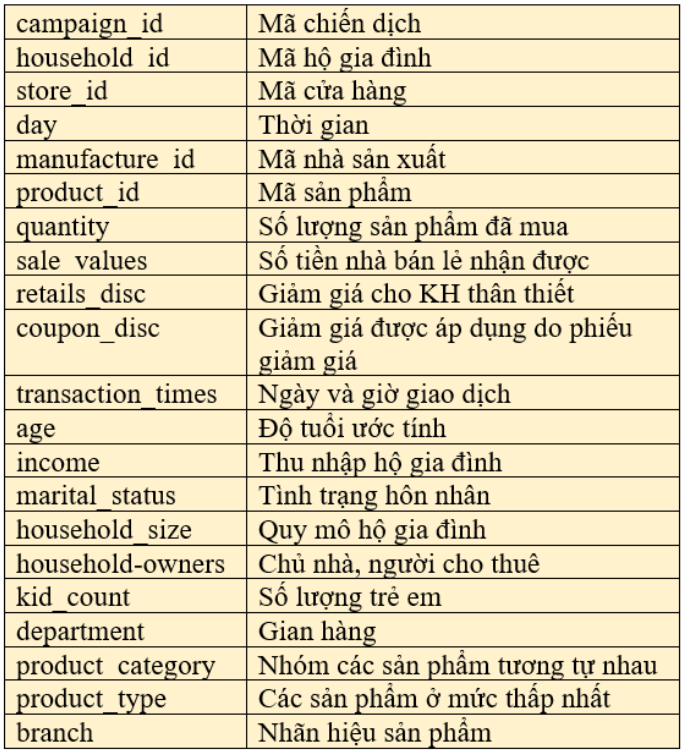 campaign_id Mã chiến dịch
household_id Mã hộ gia đình
store_id Mã cửa hàng
day Thời gian
manufacture_id Mã nhà sản xuất
product_id Mã sản phẩm
quantity Số lượng sản phẩm đã mua
sale_values Số tiền nhà bán lẻ nhận được
retails_disc Giảm giá cho KH thân thiết
coupon_disc Giảm giá được áp dụng do phiếu
giảm giá
transaction_times Ngày và giờ giao dịch
age Độ tuổi ước tính
income Thu nhập hộ gia đình
marital_status Tình trạng hôn nhân
household_size Quy mô hộ gia đình
household-owners Chủ nhà, người cho thuê
kid_count Số lượng trẻ em
department Gian hàng
product_category Nhóm các sản phẩm tương tự nhau
product_type Các sản phẩm ở mức thấp nhất
branch Nhãn hiệu sản phẩm